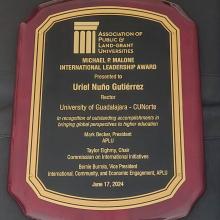 ASSOCIATION OF
PUBLIC &
LAND-GRANT
UNIVERSITIES
MICHAEL P. MALONE
INTERNATIONAL LEADERSHIP AWARD
Presented to
Uriel Nuño Gutiérrez
Rector
University of Guadalajara - CUNorte
In recognition of outstanding accomplishments in
bringing global perspectives to higher education
Mark Becker, President
APLU
Taylor Eighmy, Chair
Commission on International Initiatives
Bernie Burrola, Vice President
International, Community, and Economic Engagement, APLU
June 17, 2024